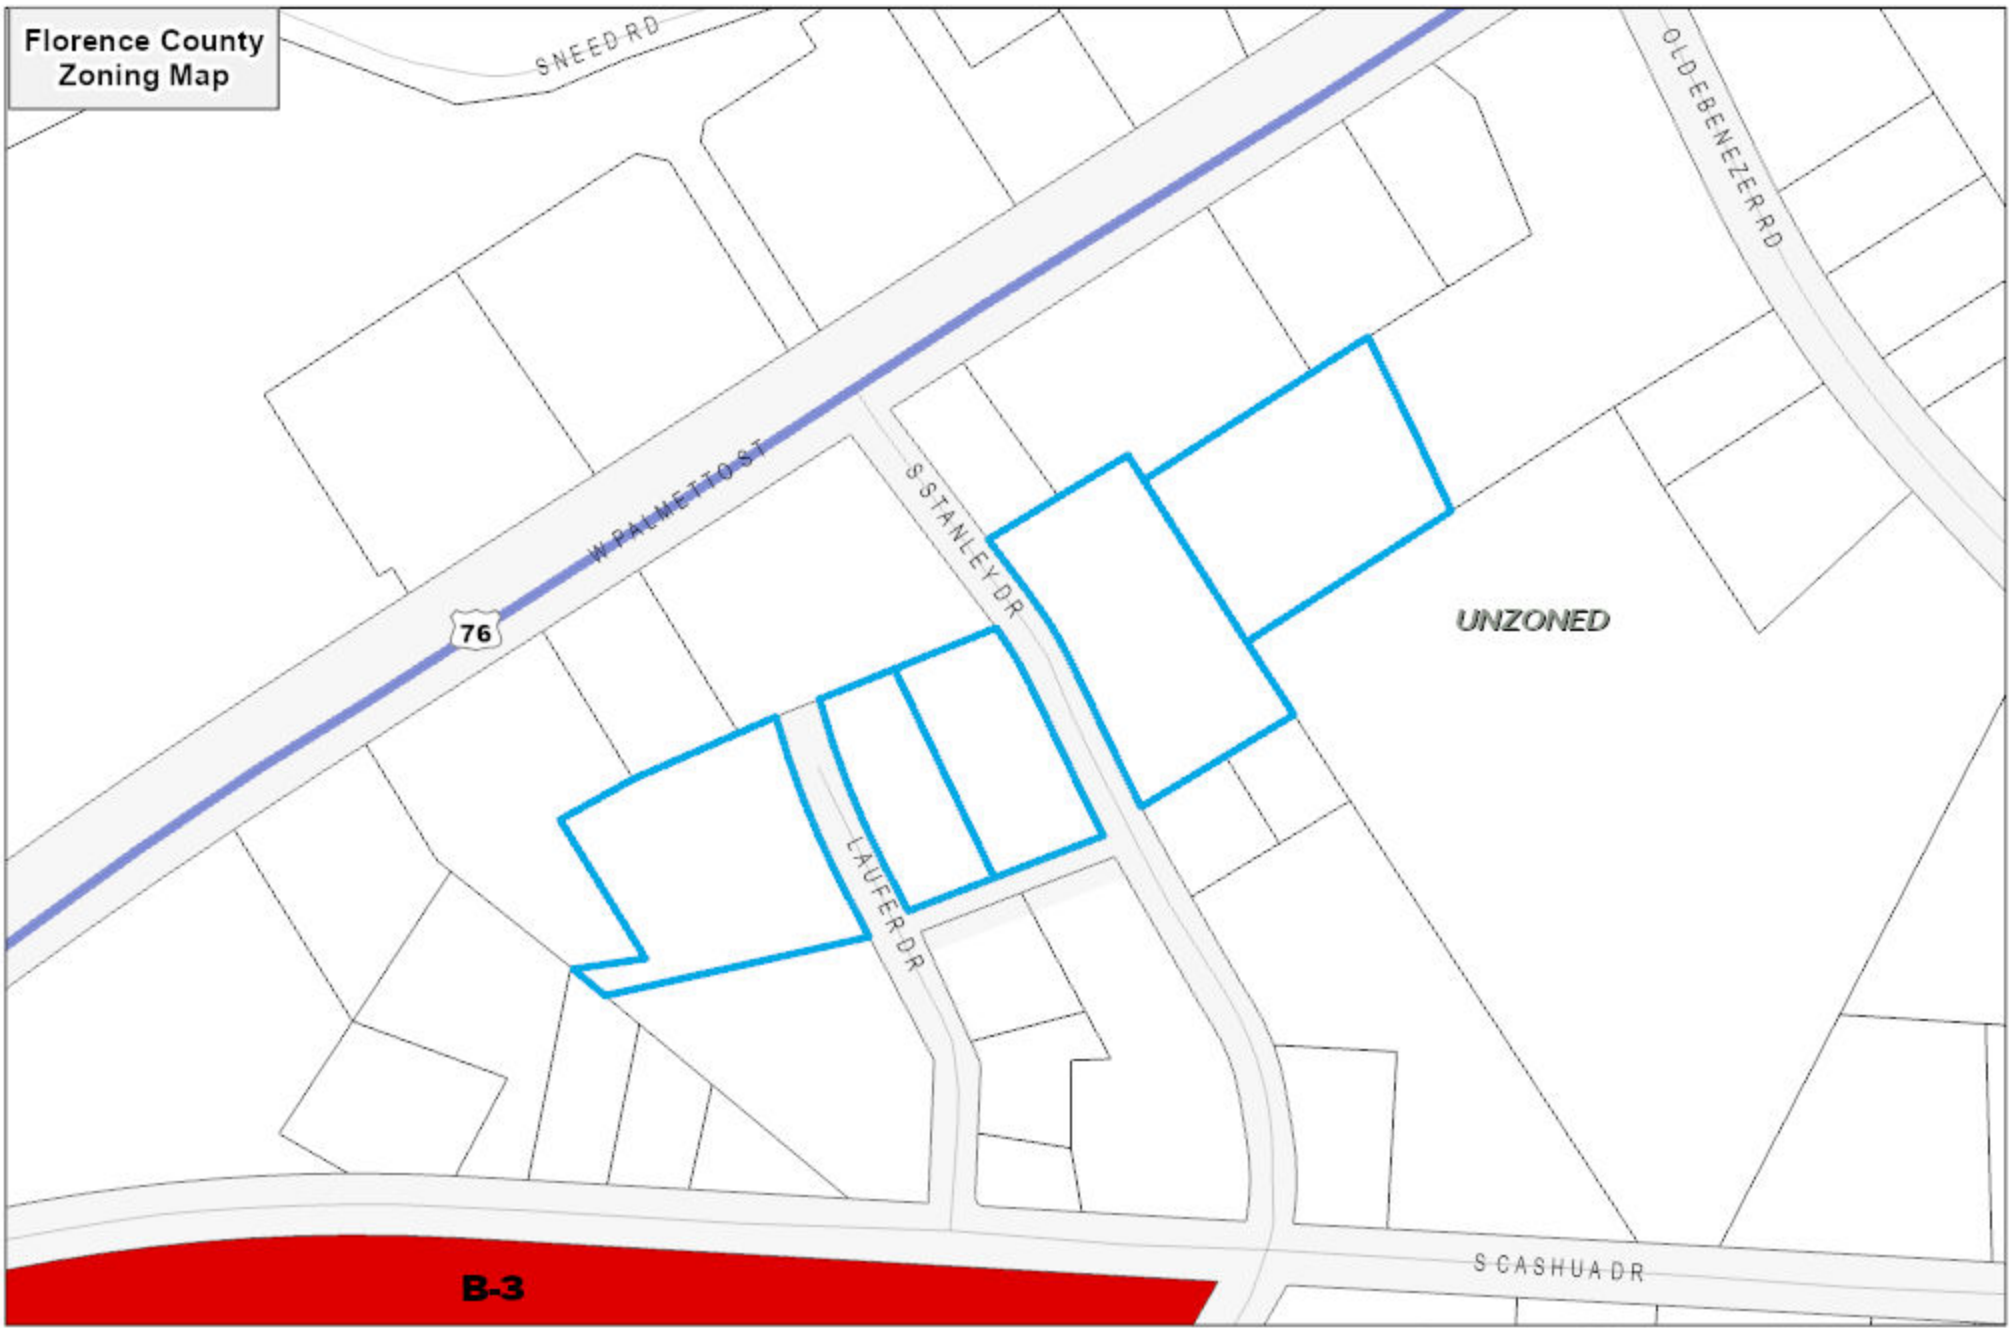 Florence County
Zoning Map
SNEED RD
OLD EBENEZER RD
W PALMETTO ST
S STANLEY DR
76
UNZONED
LAUFER DR
S CASHUA DR
B-3